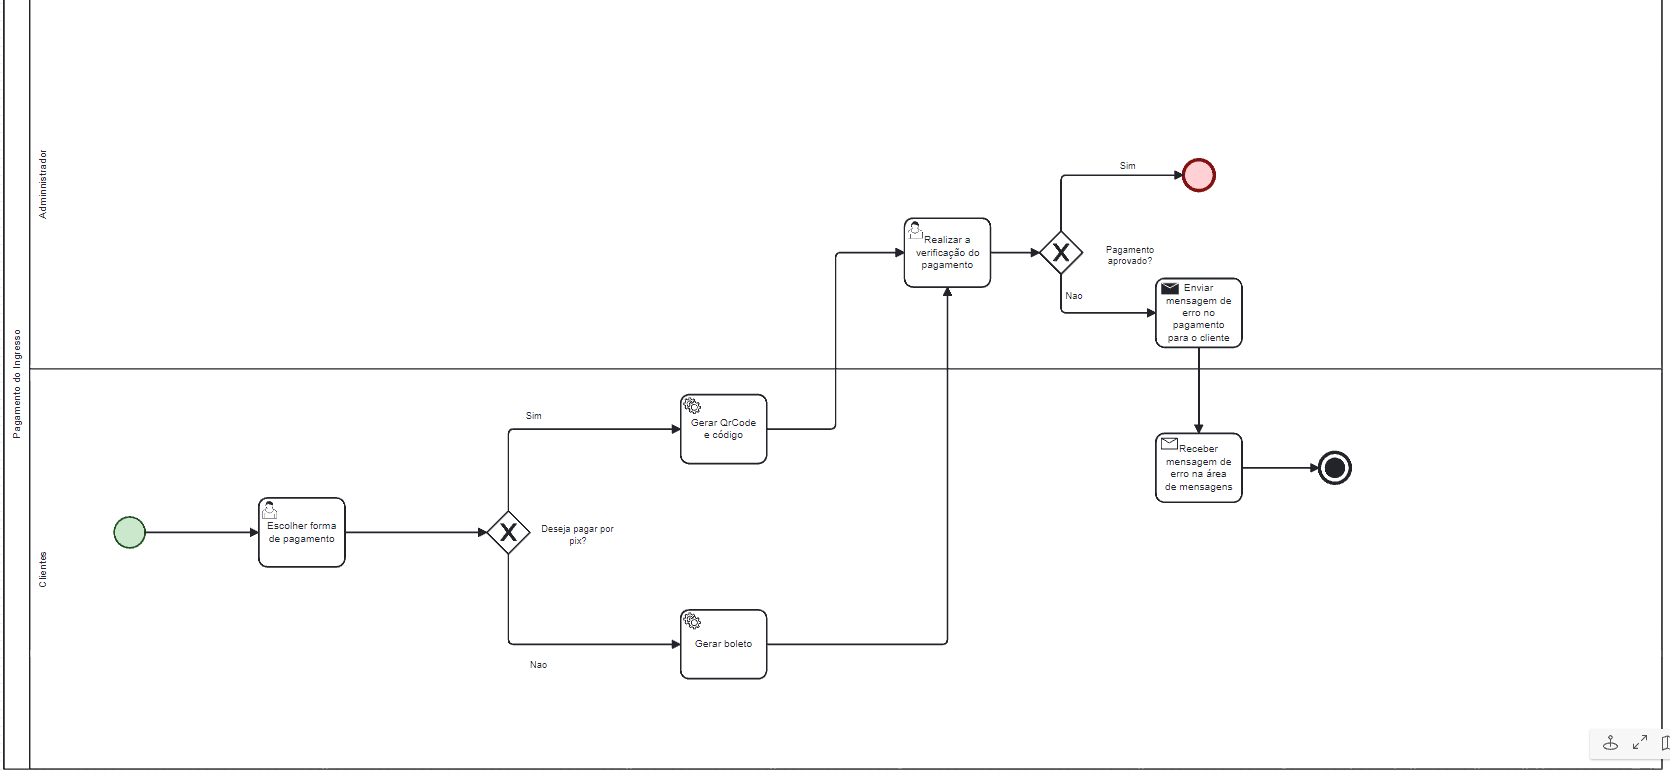 Pagamento do Ingresso
Administrador
Clientes
Escolher forma
de pagamento
Deseja pagar por
pix?
Sim
Nao
Gerar QrCode
e código
Gerar boleto
Realizar a
verificação do
pagamento
Pagamento
aprovado?
Sim
Nao
Enviar
mensagem de
erro no
pagamento
para o cliente
Receber
mensagem de
erro na área
de mensagens